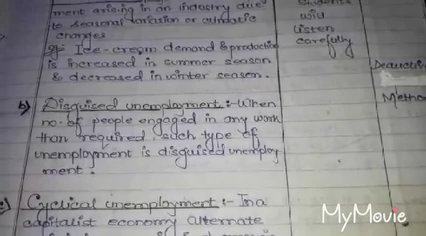 ment arising in an industry due
to seasonal variation or climatic
changes
eg Ice-cream demand & production
is increased in summer season
& decreased in winter season.
b) Disguised unemployment :- When
no. of people engaged in any work
than required such type of
unemployment is disguised unemploy
ment.
c) Cyclical unemployment :- In a
capitalist economy alternate
will
listen
carefully
Method
MyMovie